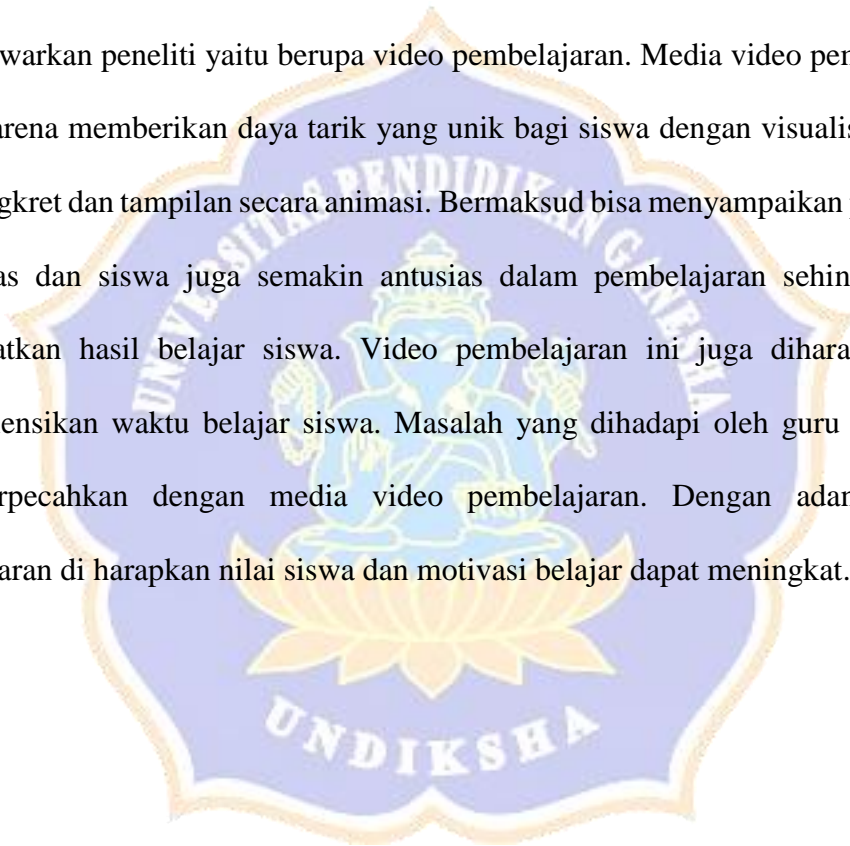 warkan peneliti yaitu berupa video pembelajaran. Media video pen
arena memberikan daya tarik yang unik bagi siswa dengan visualis
gkret dan tampilan secara animasi. Bermaksud bisa menyampaikan
as dan siswa juga semakin antusias dalam pembelajaran sehin
atkan hasil belajar siswa. Video pembelajaran ini juga dihara
ensikan waktu belajar siswa. Masalah yang dihadapi oleh guru
rpecahkan dengan media video pembelajaran. Dengan adan
aran di harapkan nilai siswa dan motivasi belajar dapat meningkat.
UNIVERSITAS PENDIDIKAN GANESHA
UNDIKSHA